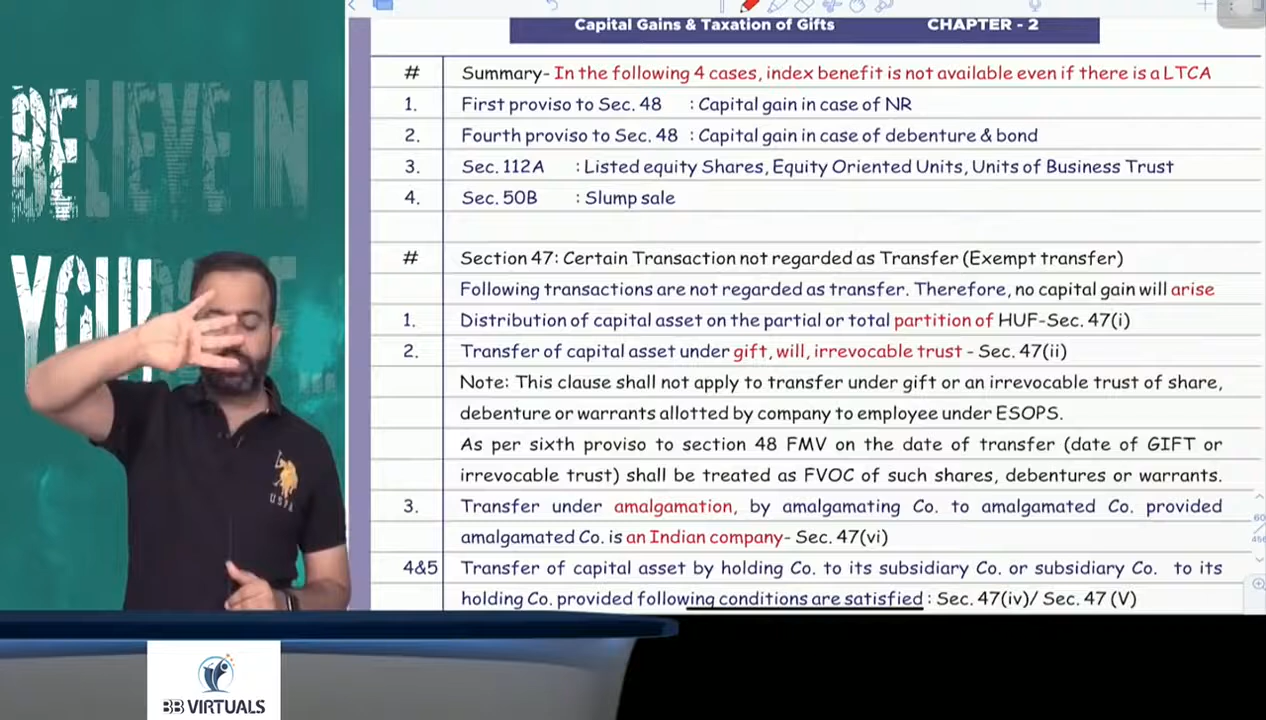 Capital Gains & Taxation of Gifts CHAPTER - 2
# Summary- In the following 4 cases, index benefit is not available even if there is a LTCA
1. First proviso to Sec. 48 : Capital gain in case of NR
2. Fourth proviso to Sec. 48 : Capital gain in case of debenture & bond
3. Sec. 112A : Listed equity Shares, Equity Oriented Units, Units of Business Trust
4. Sec. 50B : Slump sale
# Section 47: Certain Transaction not regarded as Transfer (Exempt transfer)
Following transactions are not regarded as transfer. Therefore, no capital gain will arise
1. Distribution of capital asset on the partial or total partition of HUF-Sec. 47(i)
2. Transfer of capital asset under gift, will, irrevocable trust - Sec. 47(ii)
Note: This clause shall not apply to transfer under gift or an irrevocable trust of share,
debenture or warrants allotted by company to employee under ESOPS.
As per sixth proviso to section 48 FMV on the date of transfer (date of GIFT or
irrevocable trust) shall be treated as FVOC of such shares, debentures or warrants.
3. Transfer under amalgamation, by amalgamating Co. to amalgamated Co. provided
amalgamated Co. is an Indian company- Sec. 47(vi)
4&5 Transfer of capital asset by holding Co. to its subsidiary Co. or subsidiary Co. to its
holding Co. provided following conditions are satisfied : Sec. 47(iv)/ Sec. 47 (V)
BELIEVE IN
USPA
BB VIRTUALS